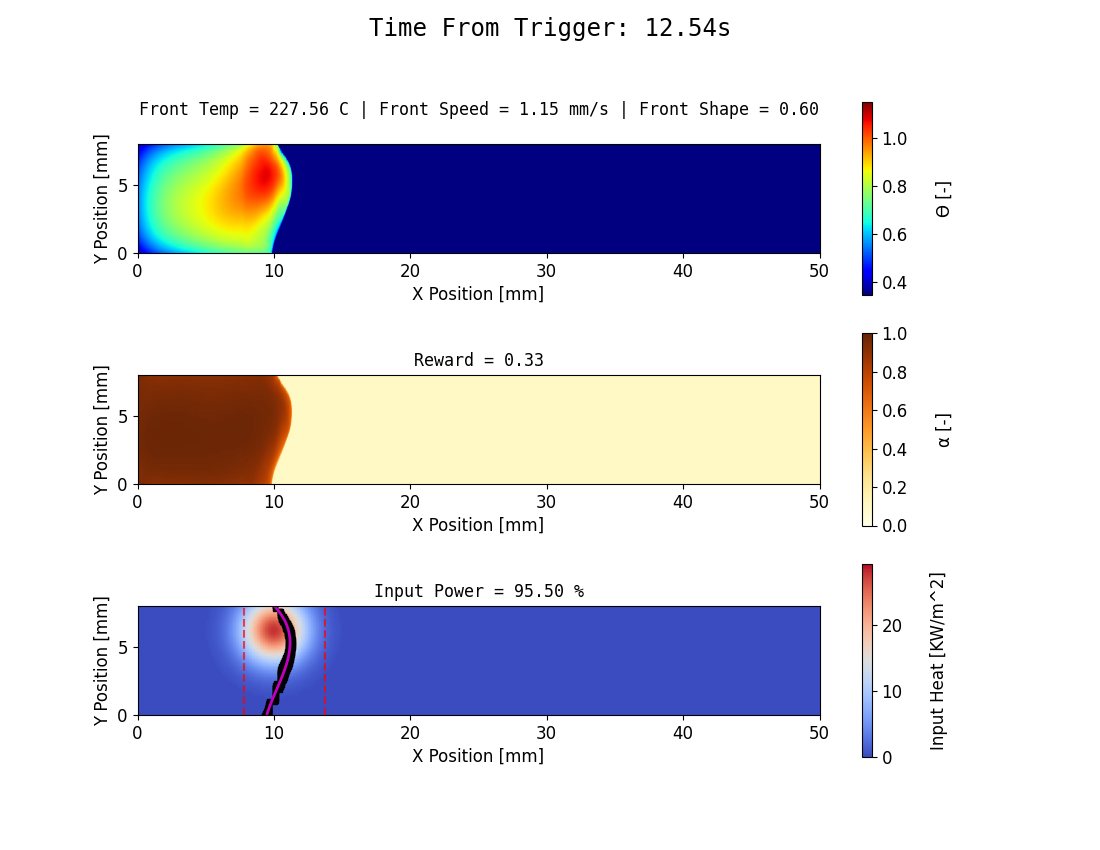 Time From Trigger: 12.54s
Front Temp = 227.56 C | Front Speed = 1.15 mm/s | Front Shape = 0.60
Y Position [mm]
5
0
0 10 20 30 40 50
X Position [mm]
1.0
0.8
0.6
0.4
Θ [-]
Reward = 0.33
Y Position [mm]
5
0
0 10 20 30 40 50
X Position [mm]
1.0
0.8
0.6
0.4
0.2
0.0
α [-]
Input Power = 95.50 %
Y Position [mm]
5
0
0 10 20 30 40 50
X Position [mm]
20
10
0
Input Heat [KW/m^2]